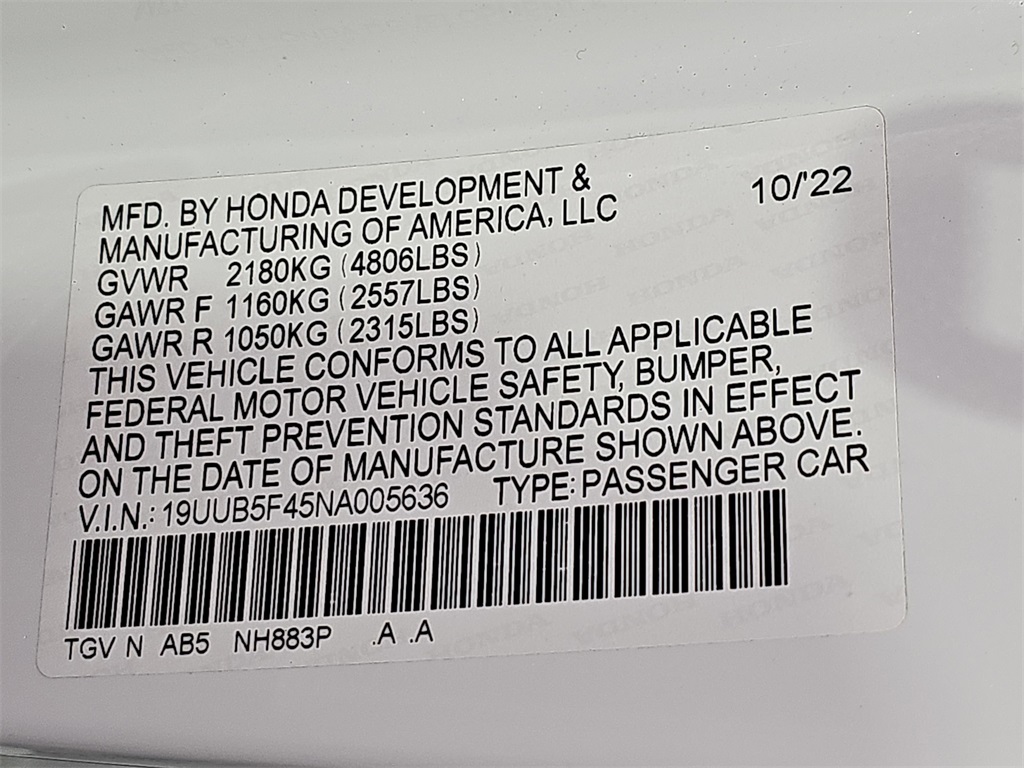 MFD. BY HONDA DEVELOPMENT & 10/'22
MANUFACTURING OF AMERICA, LLC
GVWR 2180KG (4806LBS)
GAWR F 1160KG (2557LBS)
GAWR R 1050KG (2315LBS)
THIS VEHICLE CONFORMS TO ALL APPLICABLE
FEDERAL MOTOR VEHICLE SAFETY, BUMPER,
AND THEFT PREVENTION STANDARDS IN EFFECT
ON THE DATE OF MANUFACTURE SHOWN ABOVE.
V.I.N.: 19UUB5F45NA005636 TYPE: PASSENGER CAR
TGV N AB5 NH883P .A .A